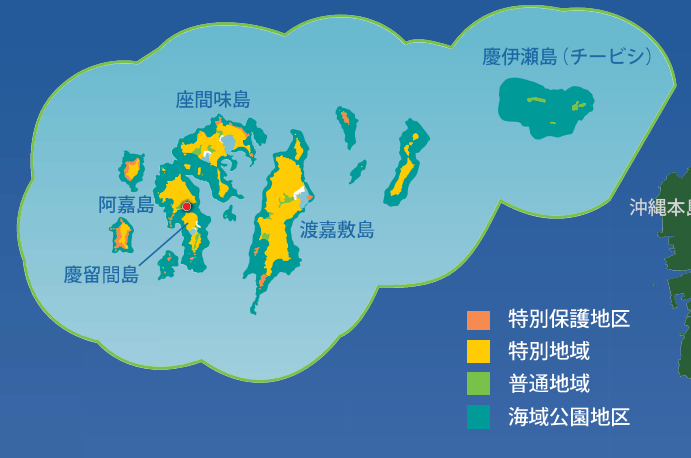 慶伊瀬島（チービシ）
座間味島
阿嘉島
沖縄本島
渡嘉敷島
慶留間島
特別保護地区
特別地域
普通地域
海域公園地区